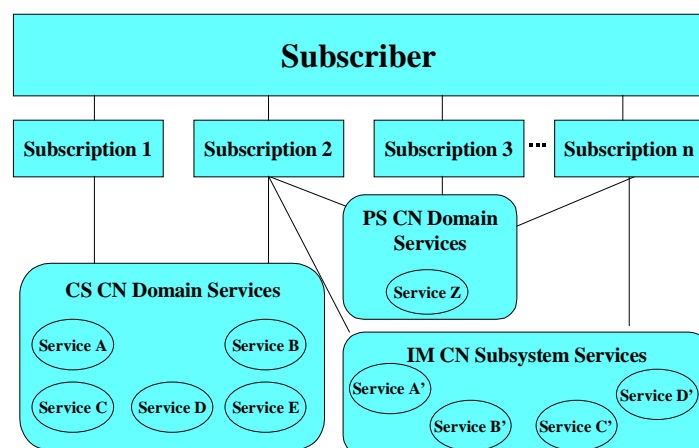 Subscriber
Subscription 1
Subscription 2
Subscription 3
...
Subscription n
PS CN Domain
Services
Service Z
CS CN Domain Services
Service A
Service B
Service C
Service D
Service E
IM CN Subsystem Services
Service A’
Service B’
Service C’
Service D’